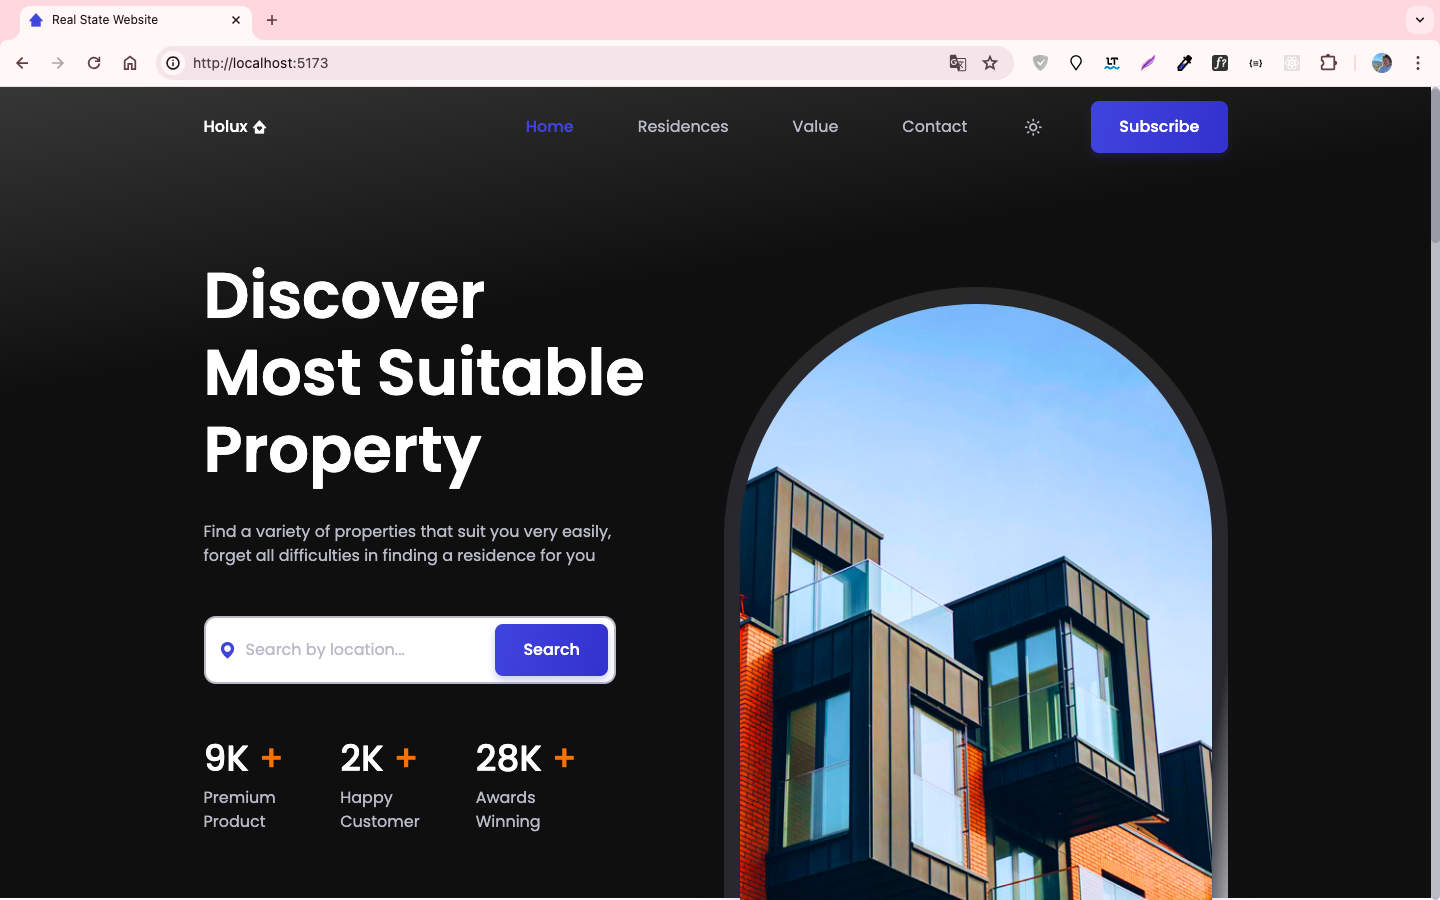 Real State Website
http://localhost:5173
LT
f?
Holux
Home
Residences
Value
Contact
Subscribe
Discover
Most Suitable
Property
Find a variety of properties that suit you very easily,
forget all difficulties in finding a residence for you
Search by location...
Search
9K +
2K +
28K +
Premium
Product
Happy
Customer
Awards
Winning